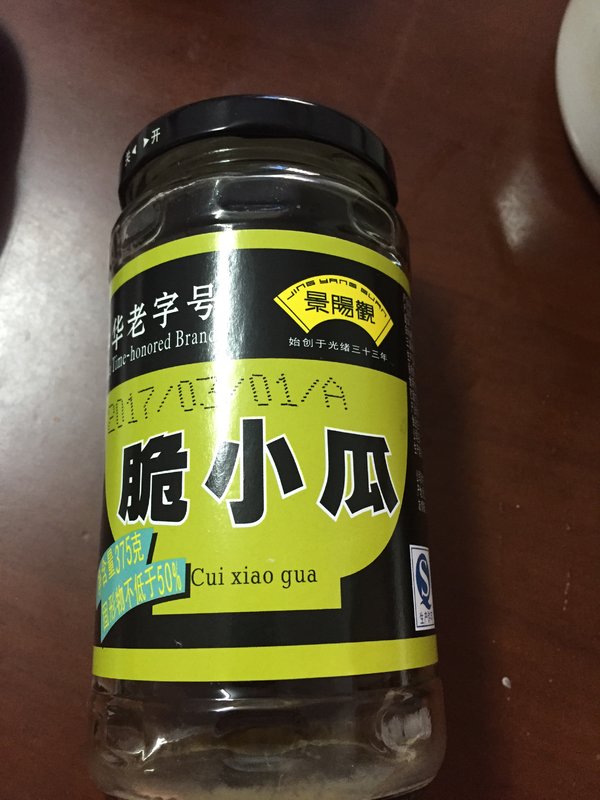 关◀ ▶开
华老字号
Time-honored Brand
JING YANG GUAN
景陽觀
始创于光绪三十三年
2017/03/01/A
脆小瓜
Cui xiao gua
含量375克
固形物不低于50%